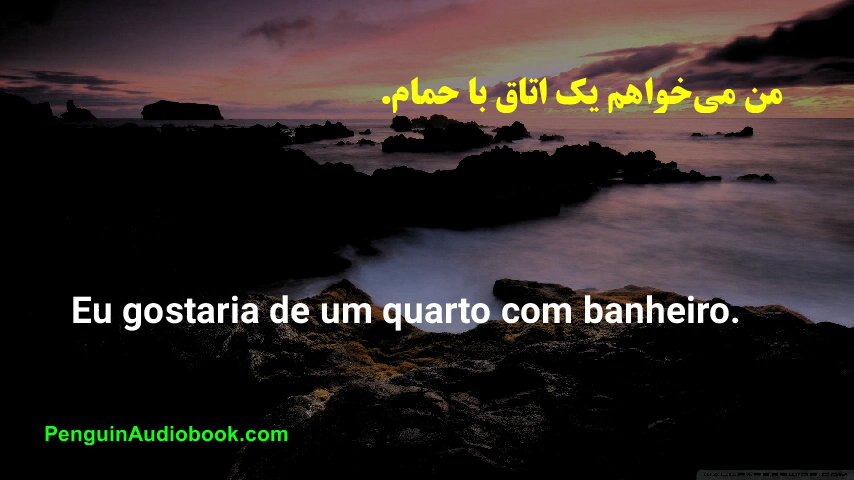 من می‌خواهم یک اتاق با حمام.
Eu gostaria de um quarto com banheiro.
PenguinAudiobook.com